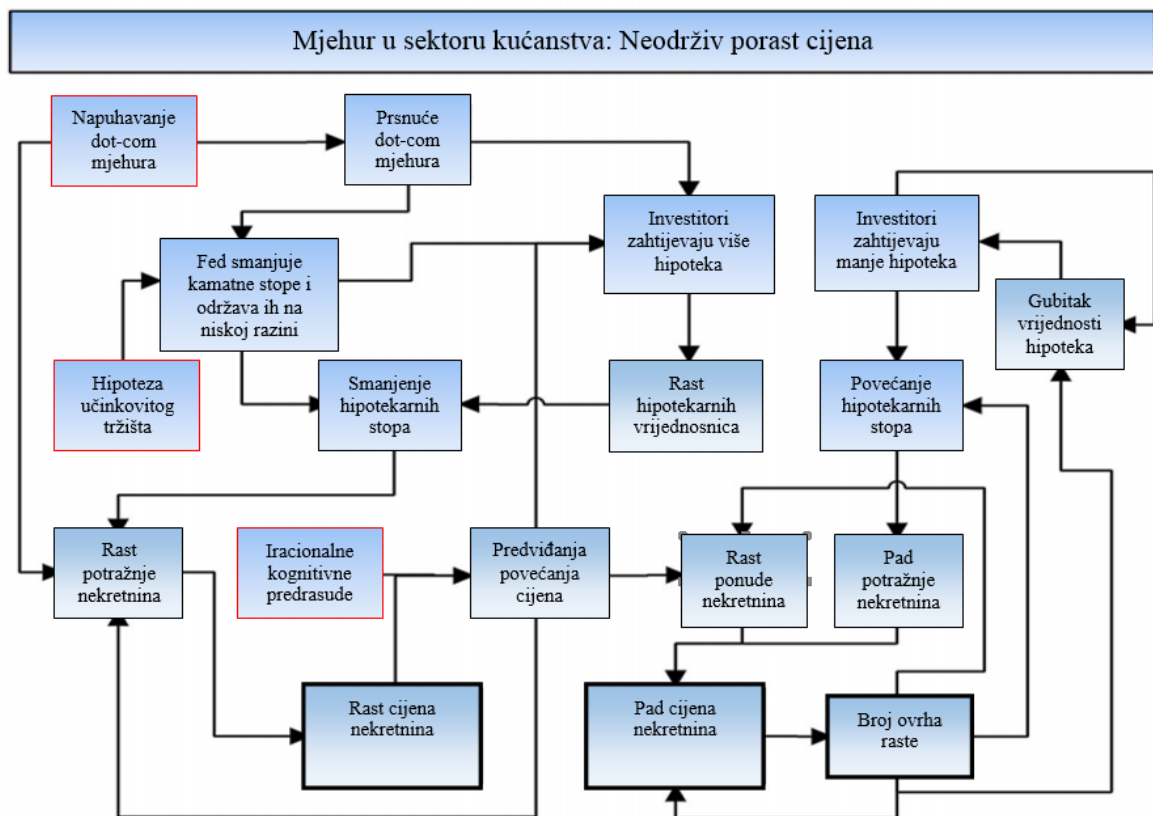 Mjehur u sektoru kućanstva: Neodrživ porast cijena
Napuhavanje
dot-com
mjehura
Prsnuće
dot-com
mjehura
Investitori
zahtijevaju više
hipoteka
Investitori
zahtijevaju
manje hipoteka
Fed smanjuje
kamatne stope i
održava ih na
niskoj razini
Gubitak
vrijednosti
hipoteka
Hipoteza
učinkovitog
tržišta
Smanjenje
hipotekarnih
stopa
Rast
hipotekarnih
vrijednosnica
Povećanje
hipotekarnih
stopa
Rast
potražnje
nekretnina
Iracionalne
kognitivne
predrasude
Predviđanja
povećanja
cijena
Rast
ponude
nekretnina
Pad
potražnje
nekretnina
Rast cijena
nekretnina
Pad cijena
nekretnina
Broj ovrha
raste